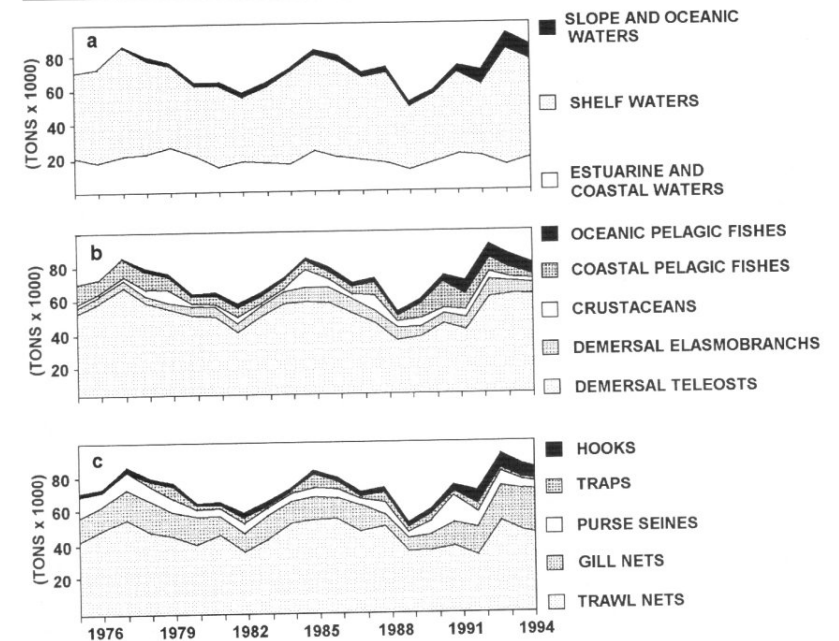 a
(TONS x 1000)
80
60
40
20
SLOPE AND OCEANIC
WATERS
SHELF WATERS
ESTUARINE AND
COASTAL WATERS
b
(TONS x 1000)
80
60
40
20
OCEANIC PELAGIC FISHES
COASTAL PELAGIC FISHES
CRUSTACEANS
DEMERSAL ELASMOBRANCHS
DEMERSAL TELEOSTS
c
(TONS x 1000)
80
60
40
20
HOOKS
TRAPS
PURSE SEINES
GILL NETS
TRAWL NETS
1976 1979 1982 1985 1988 1991 1994